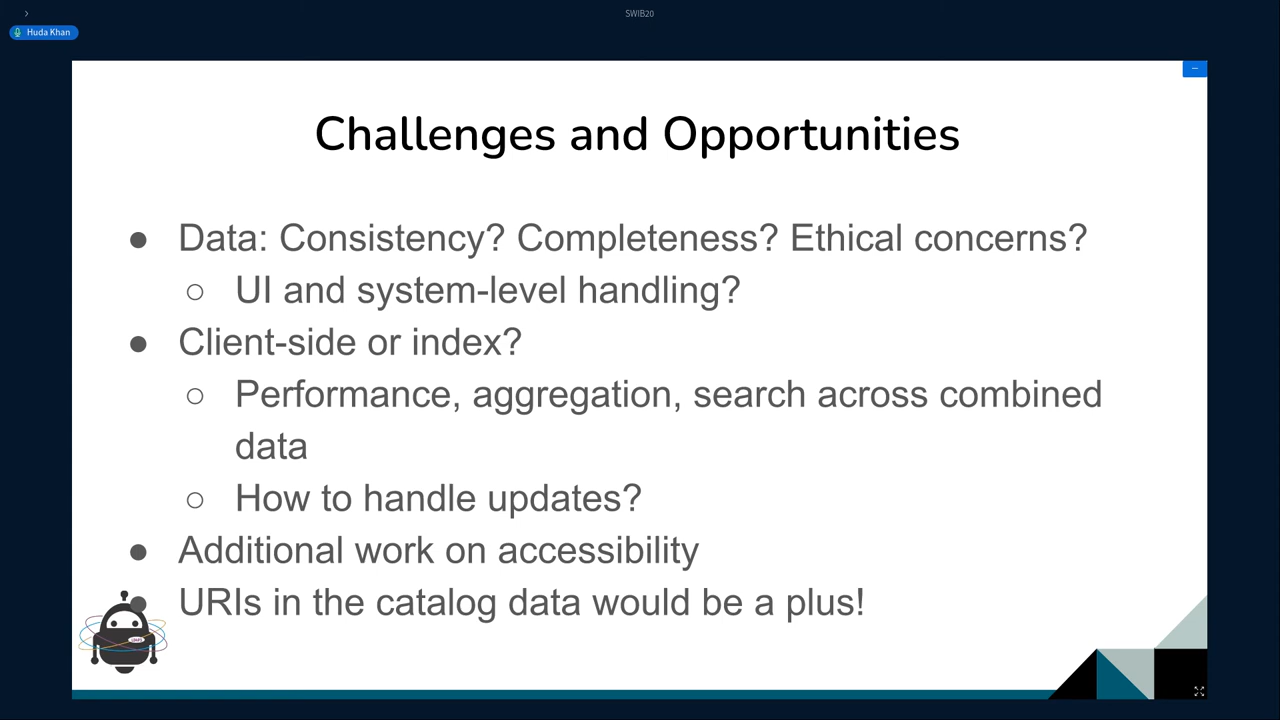 SWIB20
Huda Khan
Challenges and Opportunities
● Data: Consistency? Completeness? Ethical concerns?
○ UI and system-level handling?
● Client-side or index?
○ Performance, aggregation, search across combined
data
○ How to handle updates?
● Additional work on accessibility
● URIs in the catalog data would be a plus!